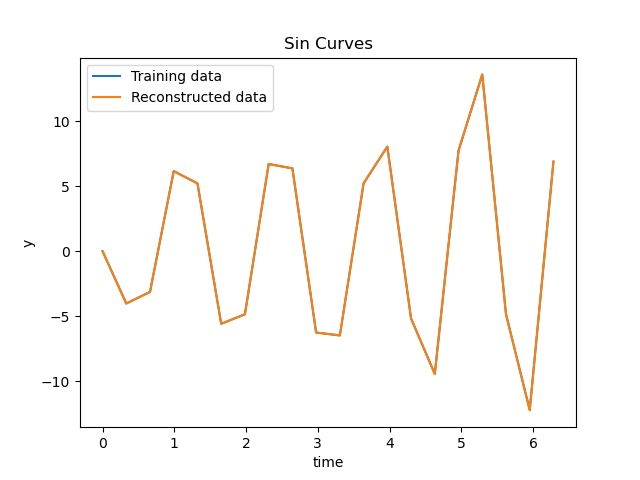 Sin Curves
Training data
Reconstructed data
10
5
0
−5
−10
y
0 1 2 3 4 5 6
time